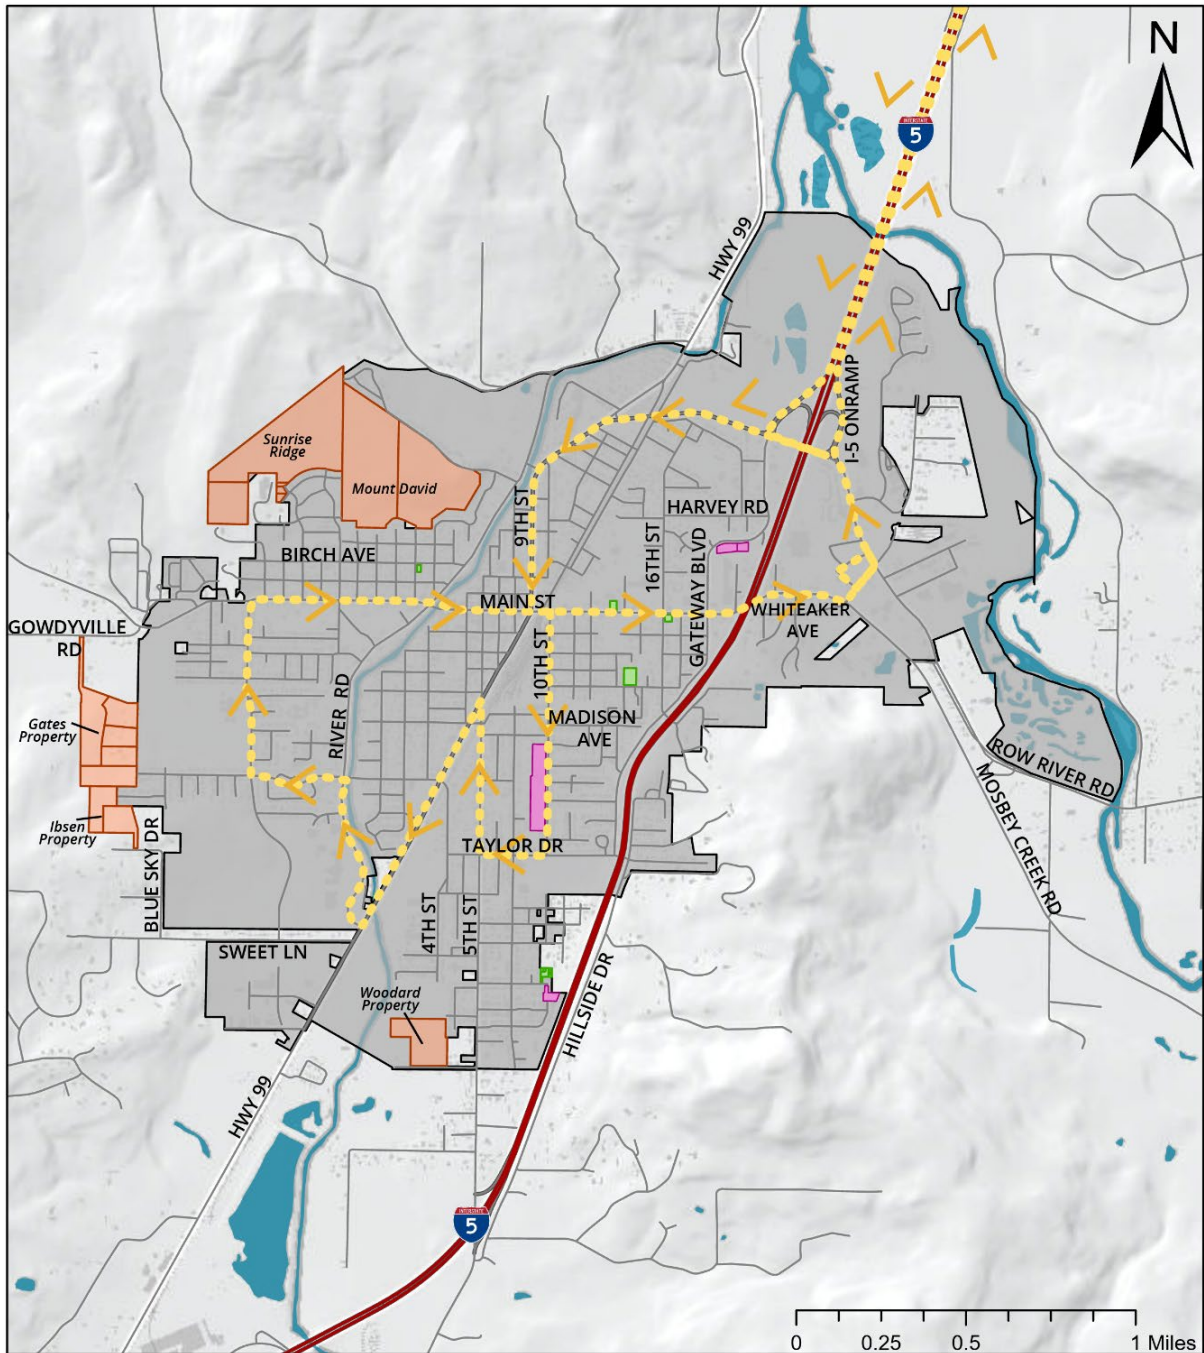 N
INTERSTATE
5
HWY 99
I-5 ONRAMP
Sunrise
Ridge
Mount David
9TH ST
HARVEY RD
16TH ST
GATEWAY BLVD
BIRCH AVE
MAIN ST
WHITEAKER
AVE
GOWDYVILLE
RD
10TH ST
RIVER RD
MADISON
AVE
Gates
Property
ROW RIVER RD
MOSBEY CREEK RD
Ibsen
Property
BLUE SKY DR
TAYLOR DR
4TH ST
5TH ST
SWEET LN
Woodard
Property
HILLSIDE DR
HWY 99
INTERSTATE
5
0 0.25 0.5 1 Miles